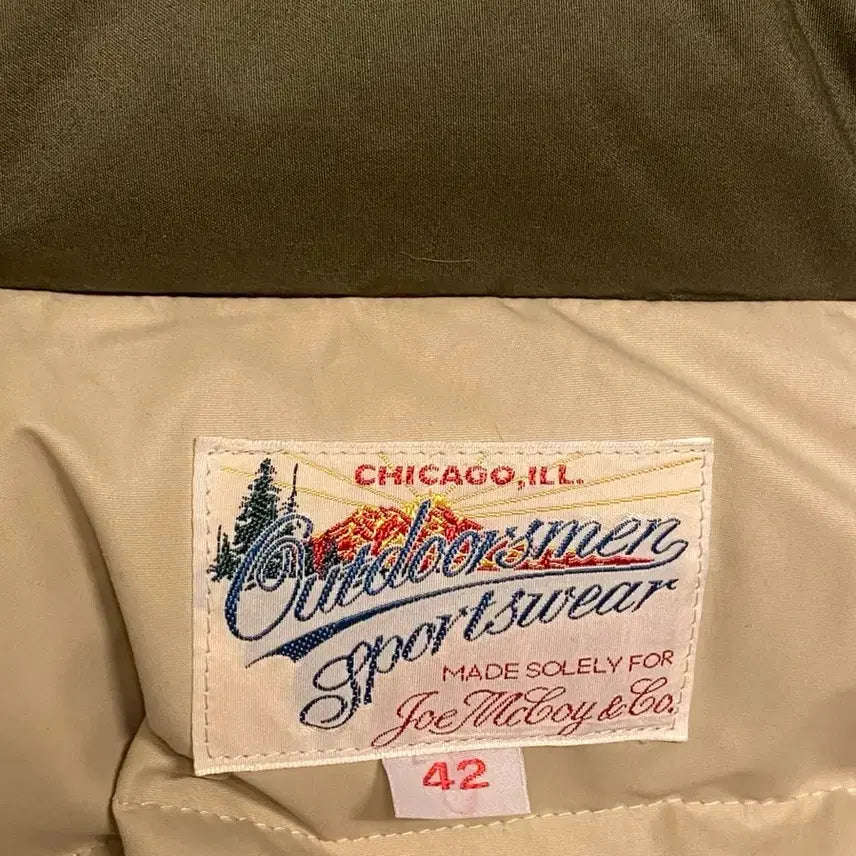 CHICAGO, ILL.
Outdoorsmen
Sportswear
MADE SOLELY FOR
Joe McCoy & Co.
42